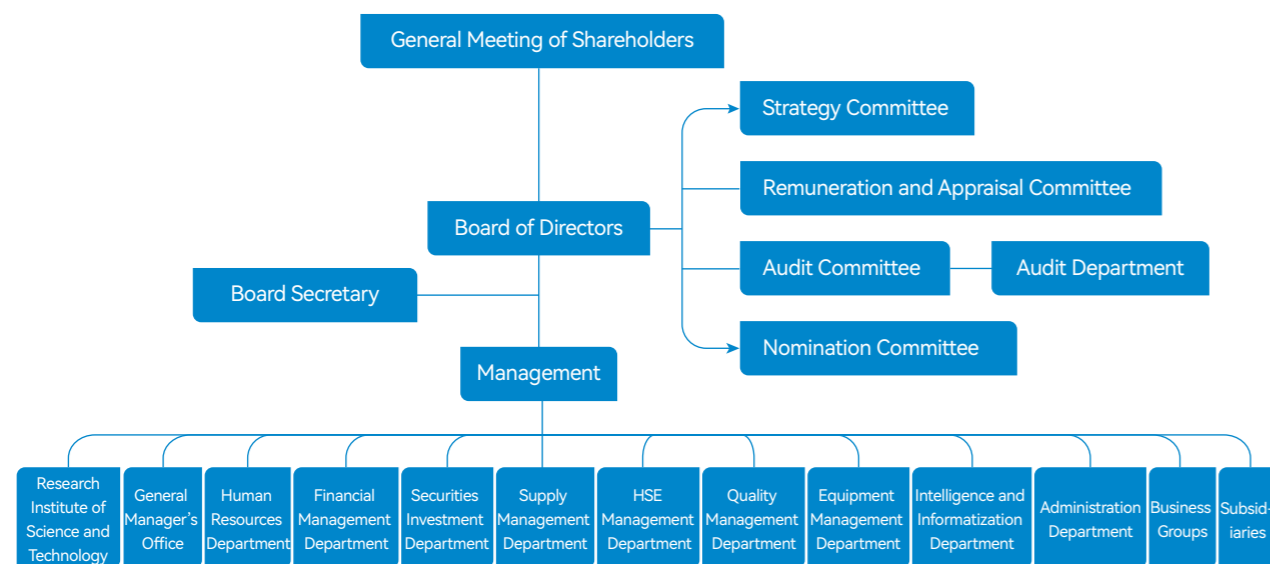 General Meeting of Shareholders
Strategy Committee
Remuneration and Appraisal Committee
Board of Directors
Audit Committee
Audit Department
Board Secretary
Nomination Committee
Management
Research
Institute of
Science and
Technology
General
Manager’s
Office
Human
Resources
Department
Financial
Management
Department
Securities
Investment
Department
Supply
Management
Department
HSE
Management
Department
Quality
Management
Department
Equipment
Management
Department
Intelligence and
Informatization
Department
Administration
Department
Business
Groups
Subsid-
iaries